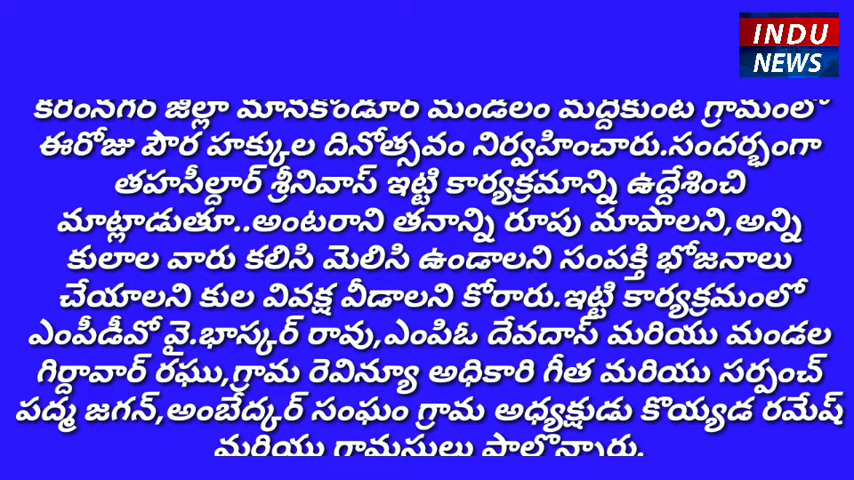 INDU
NEWS
కరీంనగర్ జిల్లా మానకొండూర్ మండలం మద్దికుంట గ్రామంలో
ఈరోజు పౌర హక్కుల దినోత్సవం నిర్వహించారు.సందర్భంగా
తహసీల్దార్ శ్రీనివాస్ ఇట్టి కార్యక్రమాన్ని ఉద్దేశించి
మాట్లాడుతూ..అంటరాని తనాన్ని రూపు మాపాలని,అన్ని
కులాల వారు కలిసి మెలిసి ఉండాలని సంపక్తి భోజనాలు
చేయాలని కుల వివక్ష వీడాలని కోరారు.ఇట్టి కార్యక్రమంలో
ఎంపీడీవో వై.భాస్కర్ రావు,ఎంపిఓ దేవదాస్ మరియు మండల
గిర్దావార్ రఘు,గ్రామ రెవిన్యూ అధికారి గీత మరియు సర్పంచ్
పద్మ జగన్,అంబేద్కర్ సంఘం గ్రామ అధ్యక్షుడు కొయ్యడ రమేష్
మరియు గ్రామస్తులు పాల్గొన్నారు.